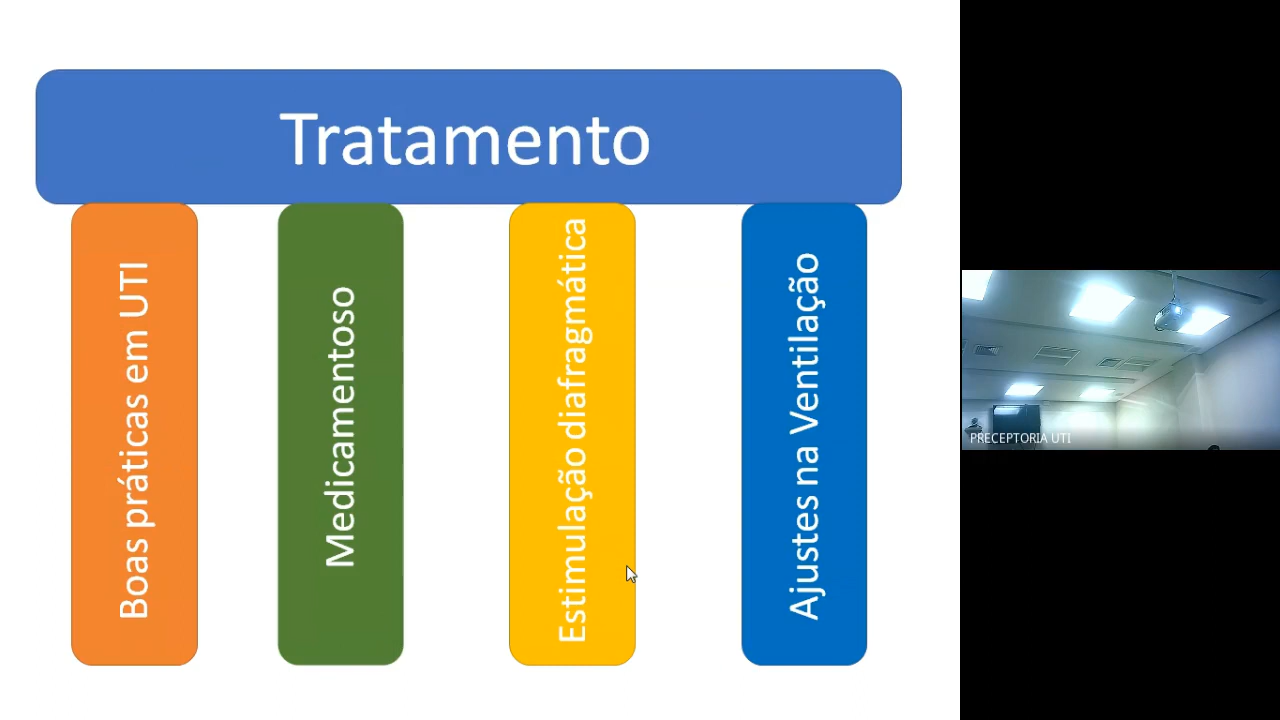 Tratamento
Boas práticas em UTI
Medicamentoso
Estimulação diafragmática
Ajustes na Ventilação
PRECEPTORIA UTI